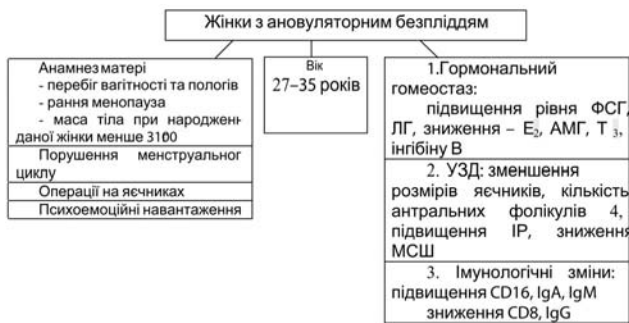 Жінки з ановуляторним безпліддям
Анамнез матері
- перебіг вагітності та пологів
- рання менопауза
- маса тіла при народжен
даної жінки менше 3100
Порушення менструального
циклу
Операції на яєчниках
Психоемоційні навантаження
Вік
27–35 років
1.Гормональний
гомеостаз:
підвищення рівня ФСГ,
ЛГ, зниження – Е₂, АМГ, Т ₃,
інгібіну В
2. УЗД: зменшення
розмірів яєчників, кількість
антральних фолікулів 4,
підвищення ІР, зниження
МСШ
3. Імунологічні зміни:
підвищення CD16, IgA, IgM
зниження CD8, IgG